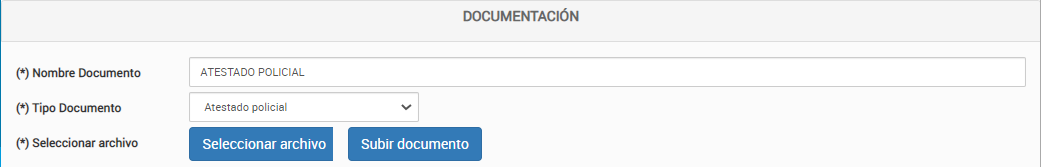 DOCUMENTACIÓN
(*) Nombre Documento ATESTADO POLICIAL
(*) Tipo Documento Atestado policial
(*) Seleccionar archivo Seleccionar archivo Subir documento